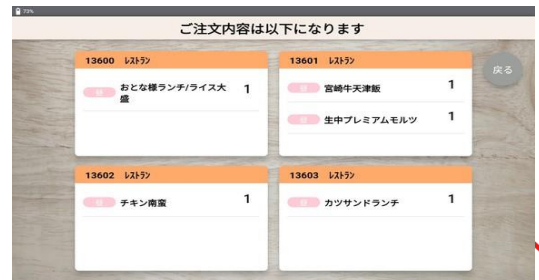 73%
ご注文内容は以下になります
13600 ﾚｽﾄﾗﾝ
おとな様ランチ/ライス大
盛
1
13601 ﾚｽﾄﾗﾝ
宮崎牛天津飯
1
生中プレミアムモルツ
1
戻る
13602 ﾚｽﾄﾗﾝ
チキン南蛮
1
13603 ﾚｽﾄﾗﾝ
カツサンドランチ
1